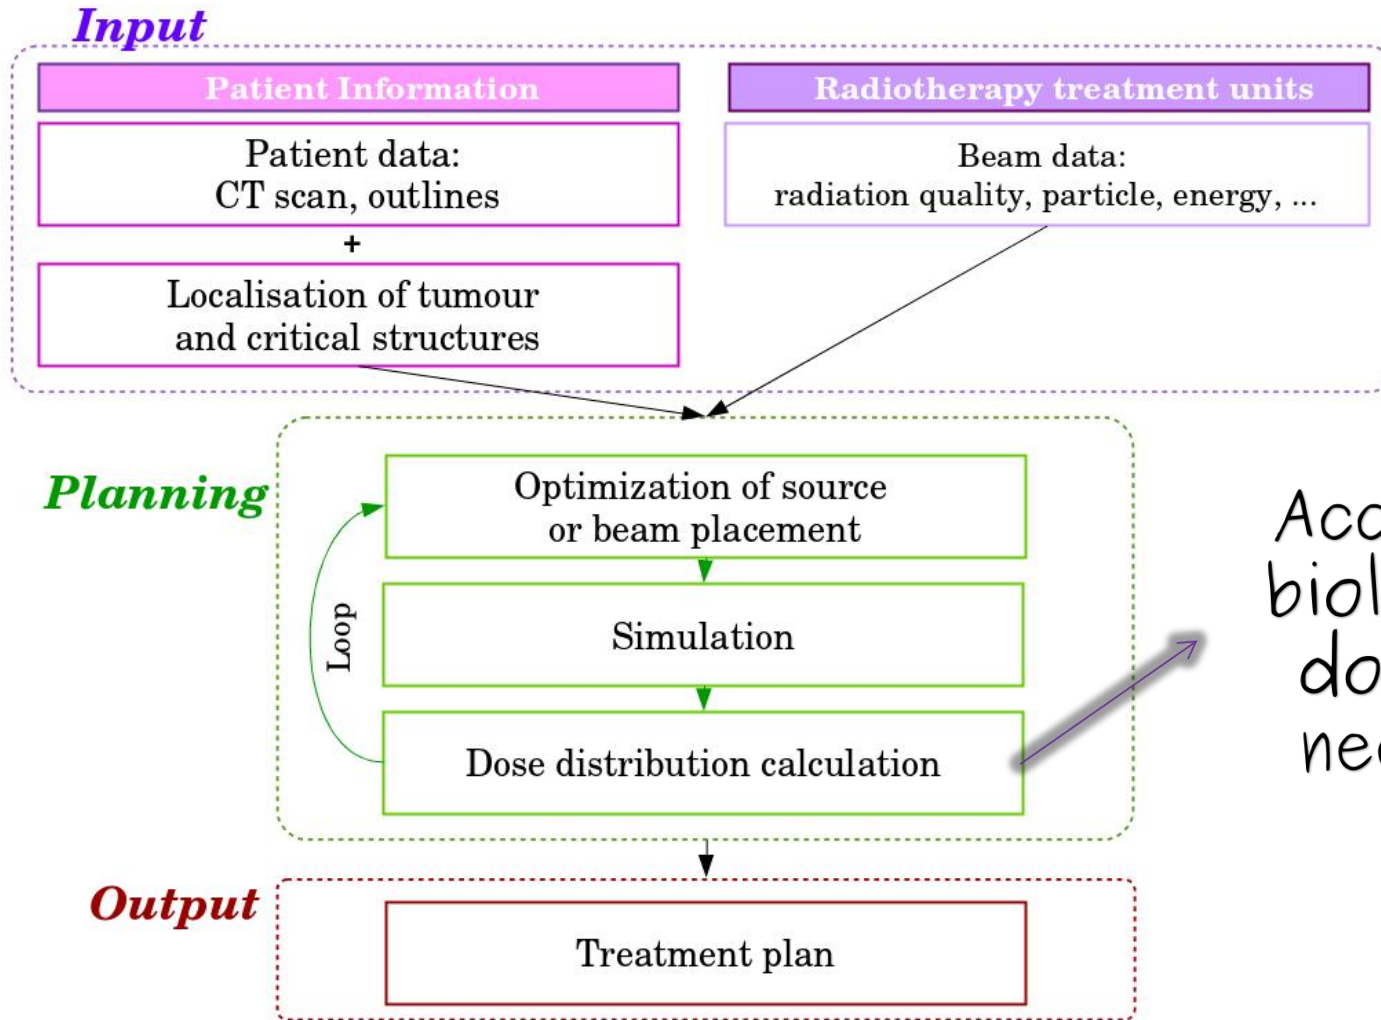 Input
Patient Information
Patient data:
CT scan, outlines
+
Localisation of tumour
and critical structures
Radiotherapy treatment units
Beam data:
radiation quality, particle, energy, ...
Planning
Optimization of source
or beam placement
Simulation
Dose distribution calculation
Loop
Output
Treatment plan